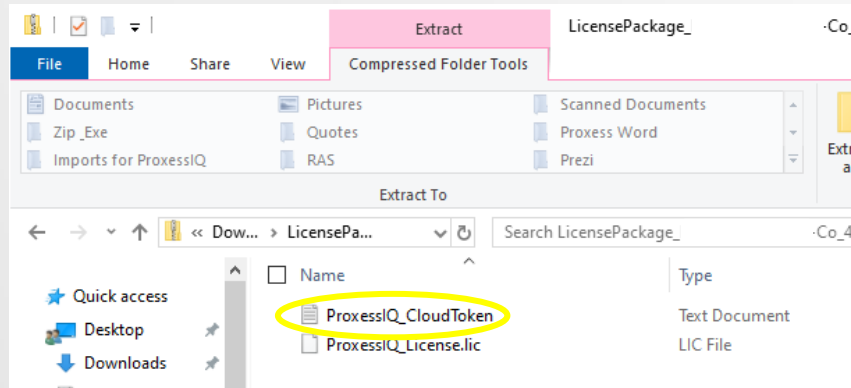 Extract LicensePackage_ -Co_
File Home Share View Compressed Folder Tools
Documents Pictures Scanned Documents
Zip _Exe Quotes Proxess Word
Imports for ProxessIQ RAS Prezi
Extr
a
Extract To
« Dow... › LicensePa... Search LicensePackage_ -Co_4
Name Type
Quick access
ProxessIQ_CloudToken Text Document
Desktop
ProxessIQ_License.lic LIC File
Downloads